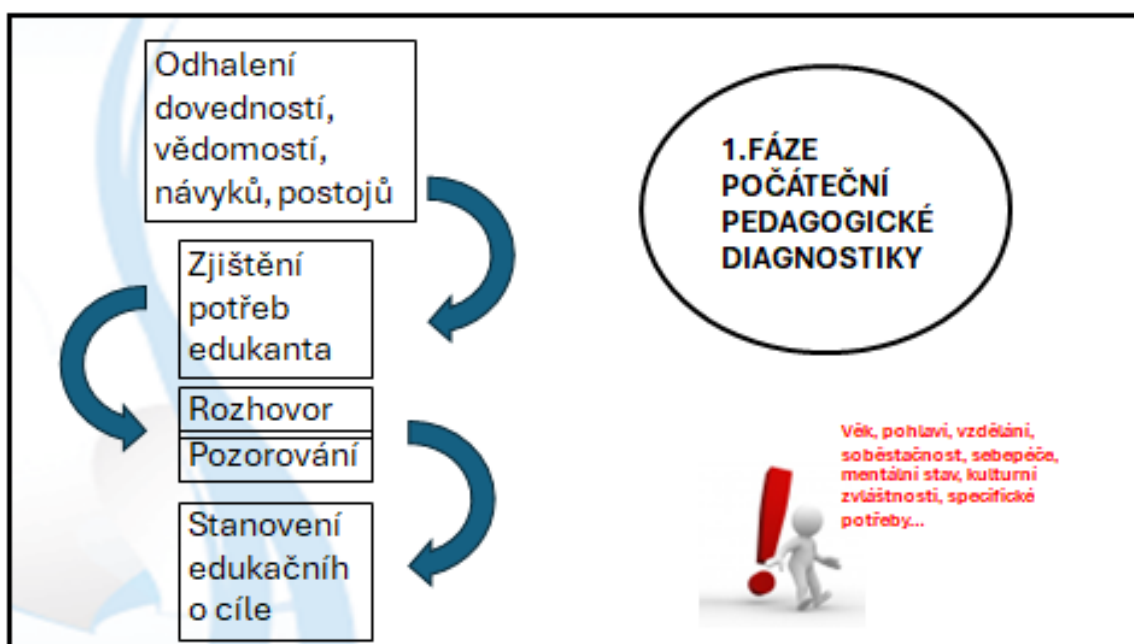 Odhalení
dovedností,
vědomostí,
návyků, postojů
Zjištění
potřeb
edukanta
Rozhovor
Pozorování
Stanovení
edukačníh
o cíle
1.FÁZE
POČÁTEČNÍ
PEDAGOGICKÉ
DIAGNOSTIKY
Věk, pohlaví, vzdělání,
soběstačnost, sebepéče,
mentální stav, kulturní
zvláštnosti, specifické
potřeby...